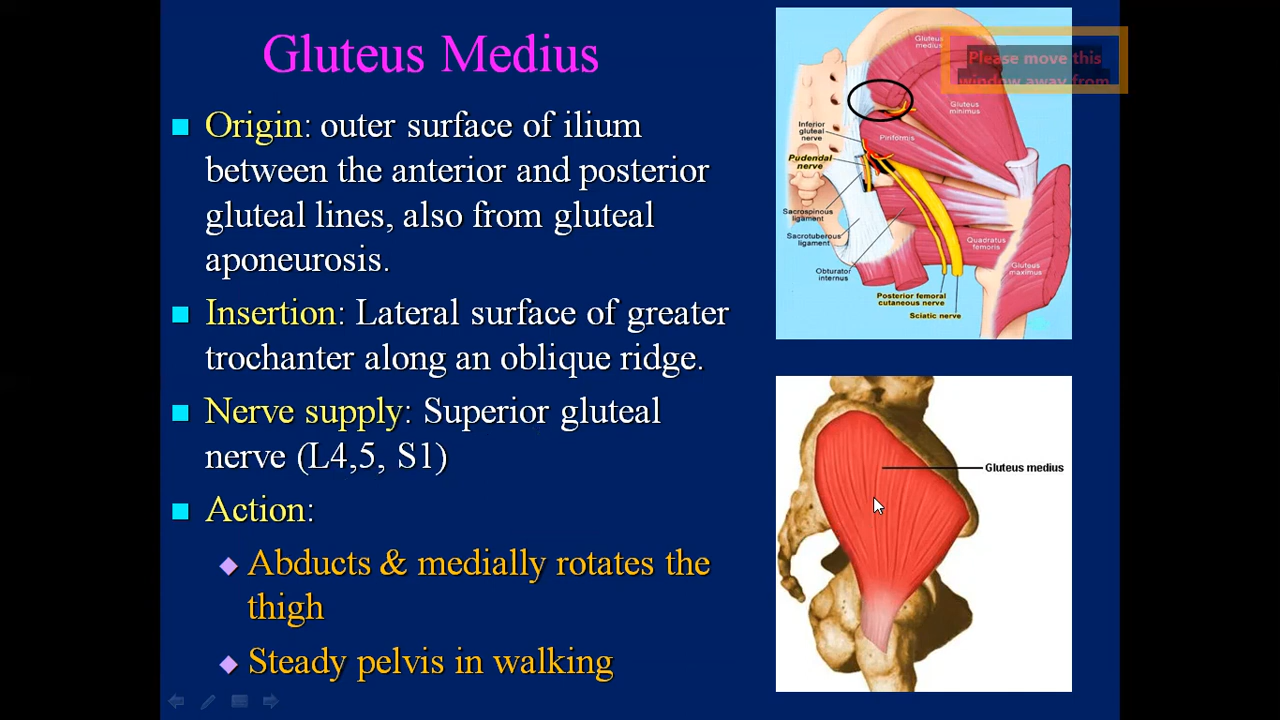 Gluteus Medius
Origin: outer surface of ilium
between the anterior and posterior
gluteal lines, also from gluteal
aponeurosis.
Insertion: Lateral surface of greater
trochanter along an oblique ridge.
Nerve supply: Superior gluteal
nerve (L4,5, S1)
Action:
Abducts & medially rotates the
thigh
Steady pelvis in walking
Gluteus
medius
Please move this
window away from
Gluteus
minimus
Inferior
gluteal
nerve
Piriformis
Pudendal
nerve
Sacrospinous
ligament
Sacrotuberous
ligament
Obturator
internus
Quadratus
femoris
Gluteus
maximus
Posterior femoral
cutaneous nerve
Sciatic nerve
Gluteus medius